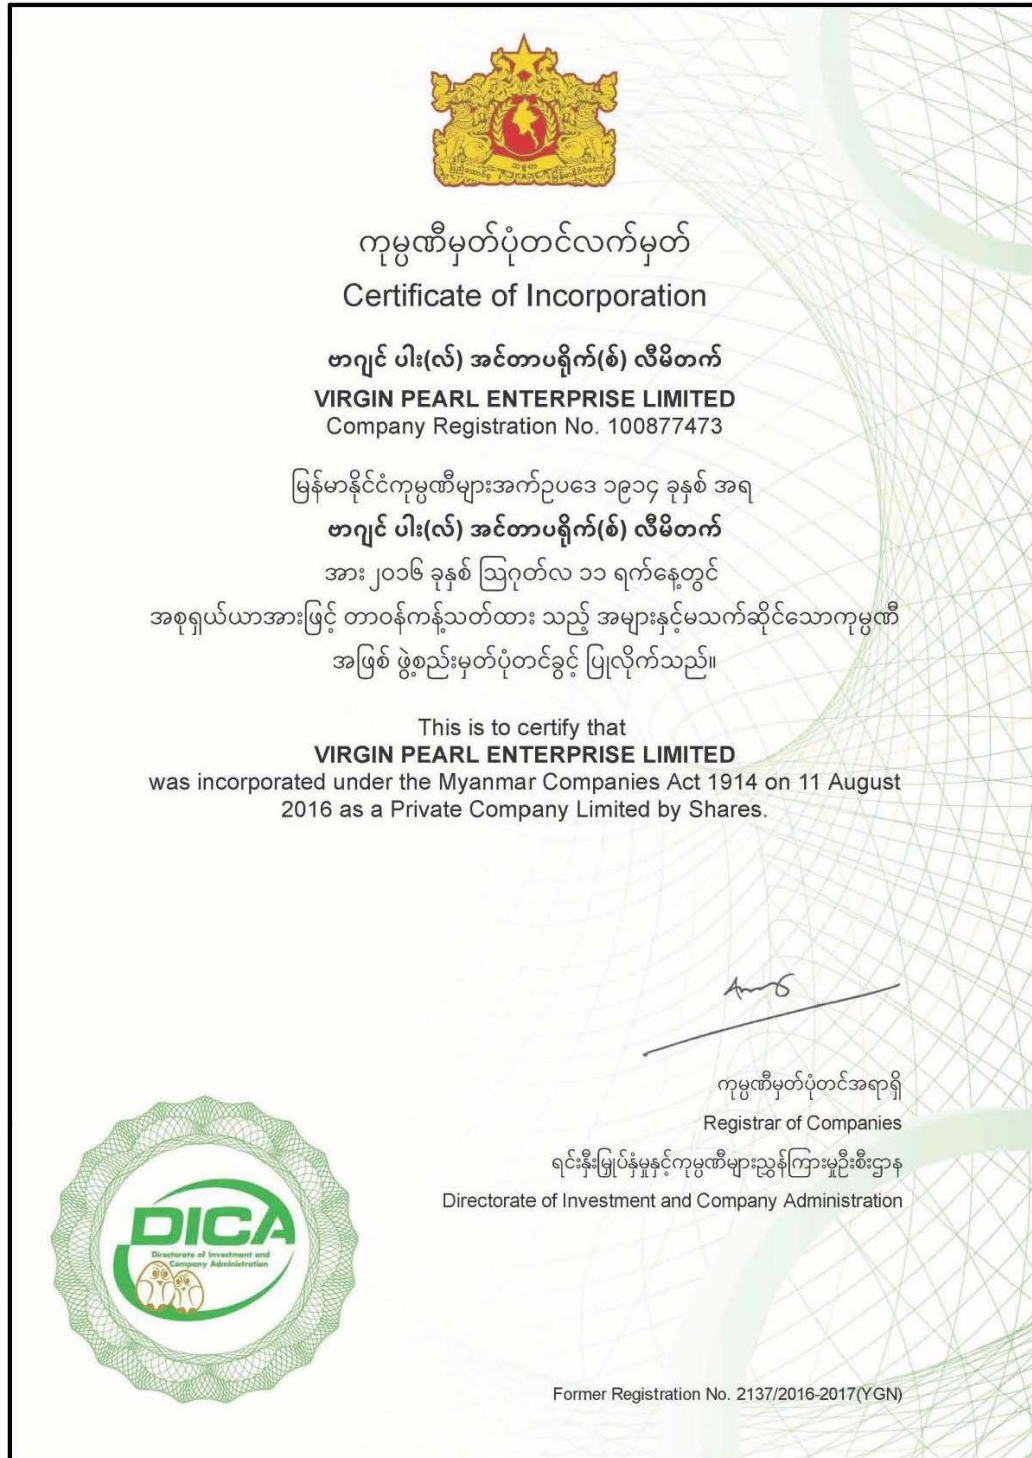 ကုမ္ပဏီမှတ်ပုံတင်လက်မှတ်
Certificate of Incorporation
ဗာဂျင် ပါး(လ်) အင်တာပရိုက်(စ်) လီမိတက်
VIRGIN PEARL ENTERPRISE LIMITED
Company Registration No. 100877473
မြန်မာနိုင်ငံကုမ္ပဏီများအက်ဥပဒေ ၁၉၁၄ ခုနှစ် အရ
ဗာဂျင် ပါး(လ်) အင်တာပရိုက်(စ်) လီမိတက်
အား ၂၀၁၆ ခုနှစ် ဩဂုတ်လ ၁၁ ရက်နေ့တွင်
အစုရှယ်ယာအားဖြင့် တာဝန်ကန့်သတ်ထား သည့် အများနှင့်မသက်ဆိုင်သောကုမ္ပဏီ
အဖြစ် ဖွဲ့စည်းမှတ်ပုံတင်ခွင့် ပြုလိုက်သည်။
This is to certify that
VIRGIN PEARL ENTERPRISE LIMITED
was incorporated under the Myanmar Companies Act 1914 on 11 August
2016 as a Private Company Limited by Shares.
ကုမ္ပဏီမှတ်ပုံတင်အရာရှိ
Registrar of Companies
ရင်းနှီးမြှုပ်နှံမှုနှင့်ကုမ္ပဏီများညွှန်ကြားမှုဦးစီးဌာန
Directorate of Investment and Company Administration
DICA
Directorate of Investment and
Company Administration
Former Registration No. 2137/2016-2017(YGN)